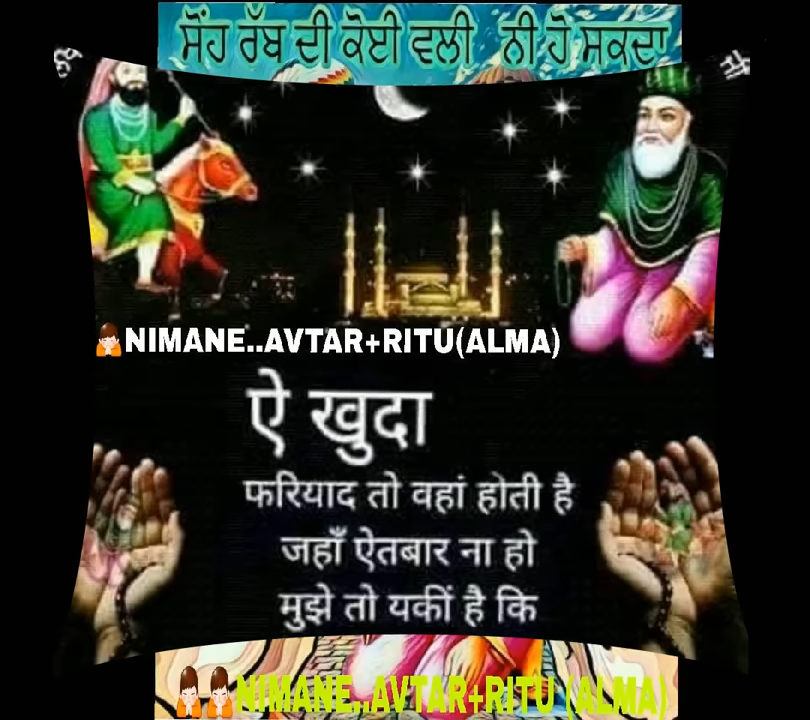 ਸੋਂਹ ਰੱਬ ਦੀ ਕੋਈ ਵਲੀ ਨੀ ਹੋ ਸਕਦਾ
🙏NIMANE..AVTAR+RITU(ALMA)
ऐ खुदा
फरियाद तो वहां होती है
जहाँ ऐतबार ना हो
मुझे तो यकीं है कि
🙏🙏NIMANE..AVTAR+RITU (ALMA)